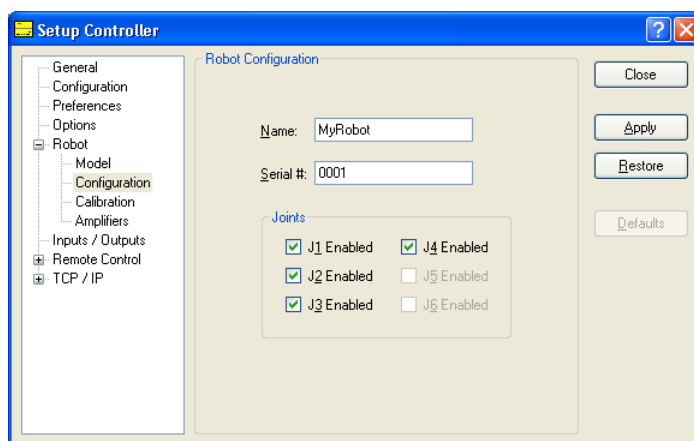 Setup Controller
General
Configuration
Preferences
Options
Robot
Model
Configuration
Calibration
Amplifiers
Inputs / Outputs
Remote Control
TCP / IP
Robot Configuration
Name: MyRobot
Serial #: 0001
Joints
J1 Enabled J4 Enabled
J2 Enabled J5 Enabled
J3 Enabled J6 Enabled
Close
Apply
Restore
Defaults